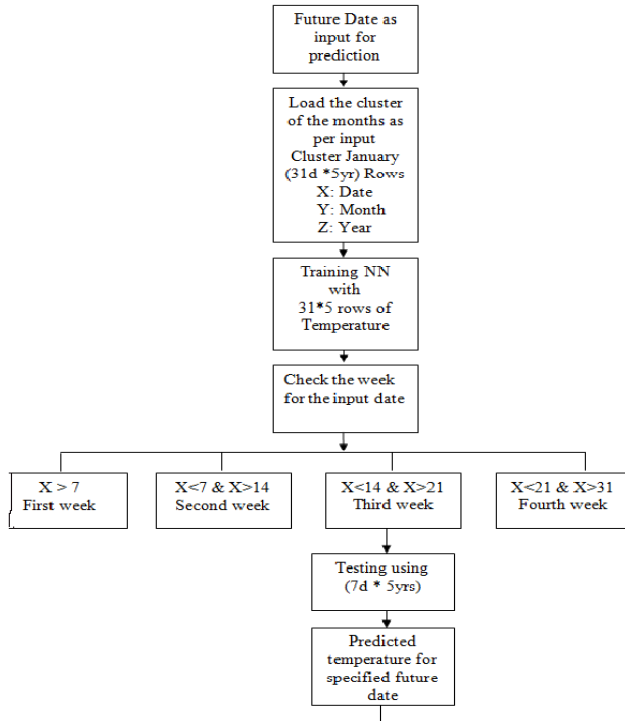 Future Date as
input for
prediction
Load the cluster
of the months as
per input
Cluster January
(31d *5yr) Rows
X: Date
Y: Month
Z: Year
Training NN
with
31*5 rows of
Temperature
Check the week
for the input date
X > 7
First week
X<7 & X>14
Second week
X<14 & X>21
Third week
X<21 & X>31
Fourth week
Testing using
(7d * 5yrs)
Predicted
temperature for
specified future
date